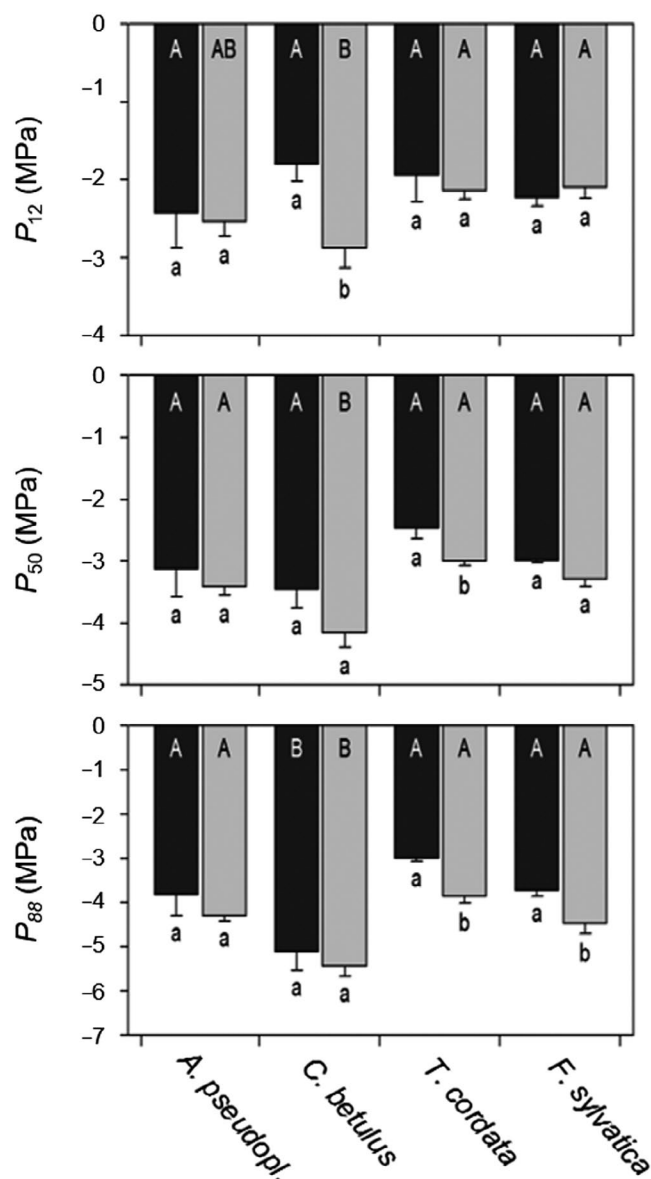 P12 (MPa)
0
−1
−2
−3
−4
A AB A B A A A A
a a a b a a a a
P50 (MPa)
0
−1
−2
−3
−4
−5
A A A B A A A A
a a a a a b a a
P88 (MPa)
0
−1
−2
−3
−4
−5
−6
−7
A A B B A A A A
a a a a a b a b
A. pseudopl.
C. betulus
T. cordata
F. sylvatica